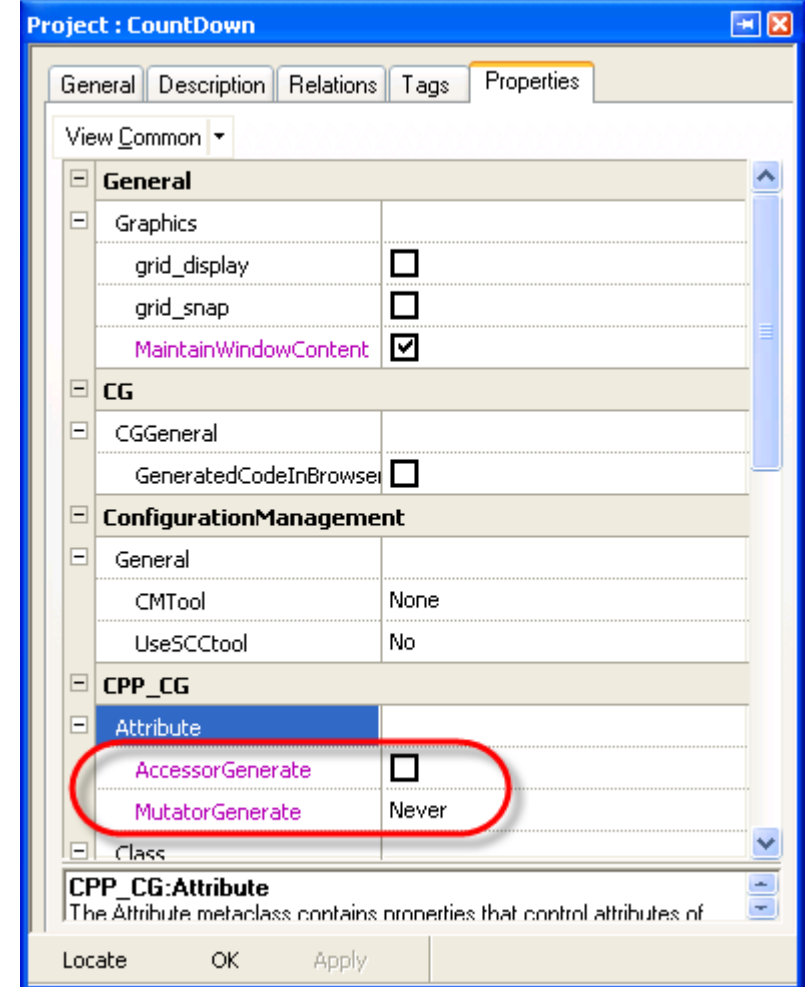 Project : CountDown
General Description Relations Tags Properties
View Common
General
Graphics
grid_display
grid_snap
MaintainWindowContent
CG
CGGeneral
GeneratedCodeInBrowser
ConfigurationManagement
General
CMTool None
UseSCCtool No
CPP_CG
Attribute
AccessorGenerate
MutatorGenerate Never
Class
CPP_CG:Attribute
The Attribute metaclass contains properties that control attributes of
Locate OK Apply